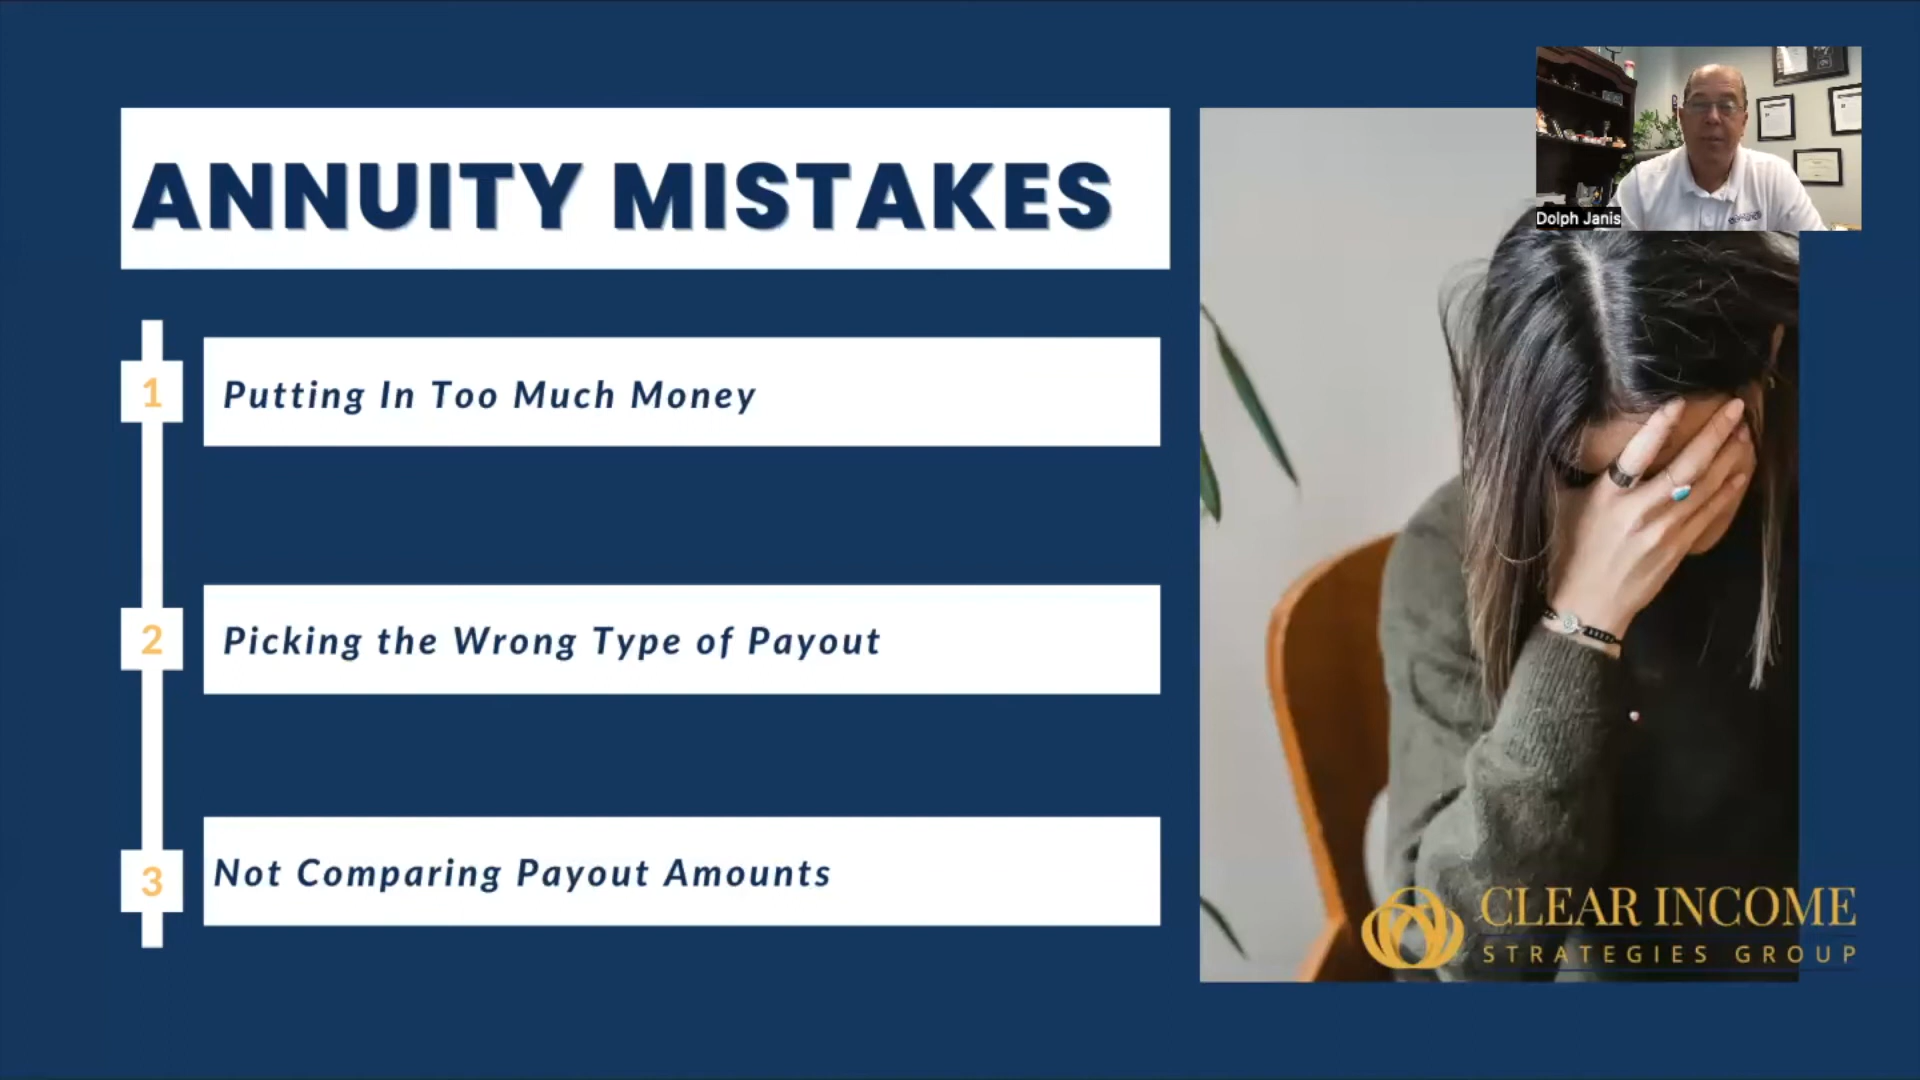 ANNUITY MISTAKES
Dolph Janis
1
Putting In Too Much Money
2
Picking the Wrong Type of Payout
3
Not Comparing Payout Amounts
CLEAR INCOME
STRATEGIES GROUP